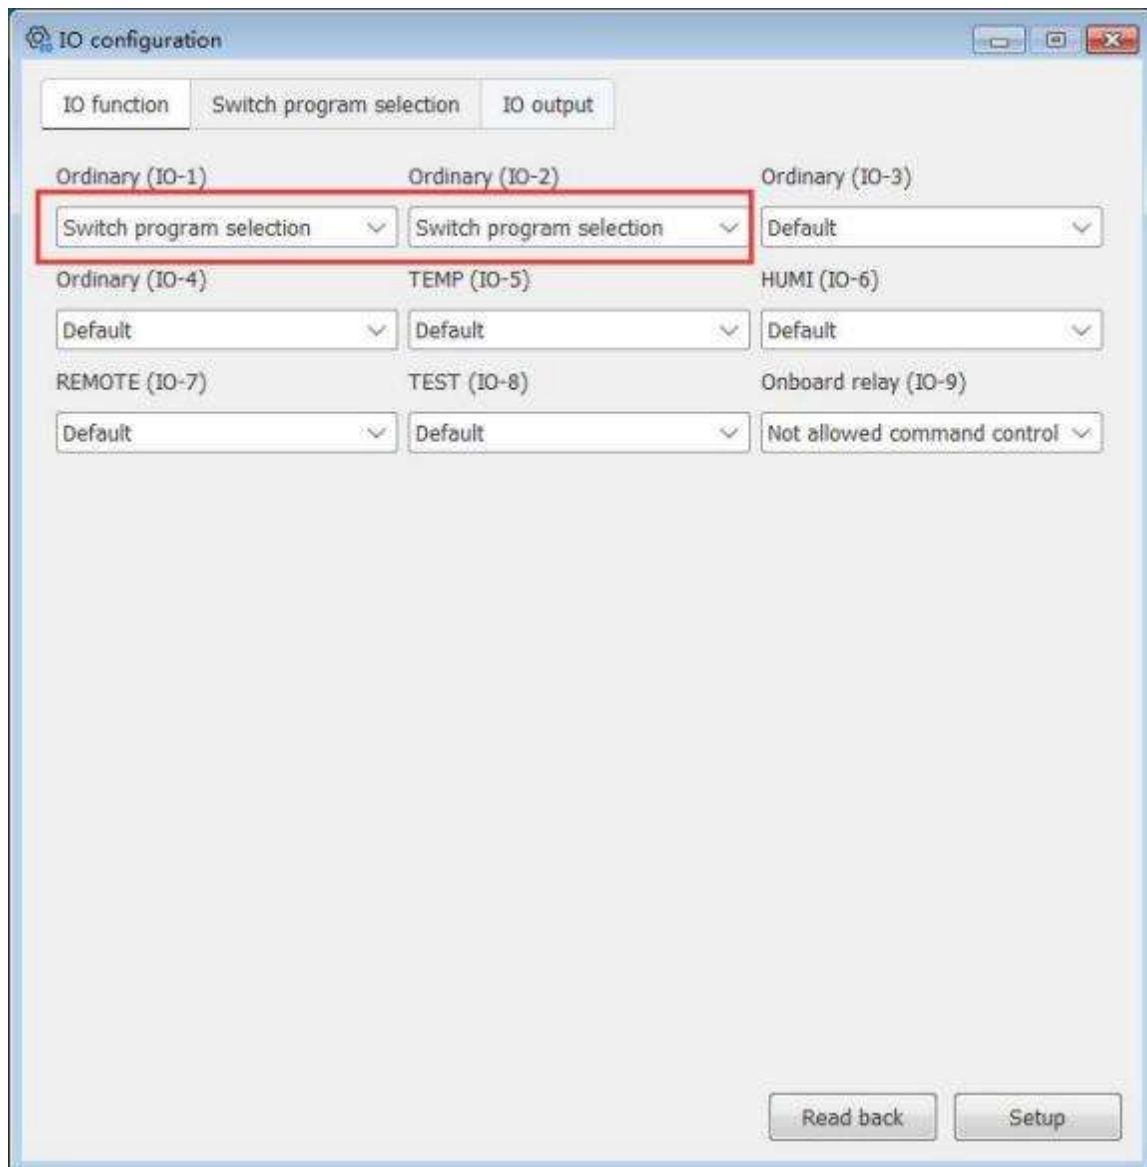 IO configuration
IO function Switch program selection IO output
Ordinary (IO-1) Ordinary (IO-2) Ordinary (IO-3)
Switch program selection Switch program selection Default
Ordinary (IO-4) TEMP (IO-5) HUMI (IO-6)
Default Default Default
REMOTE (IO-7) TEST (IO-8) Onboard relay (IO-9)
Default Default Not allowed command control
Read back Setup